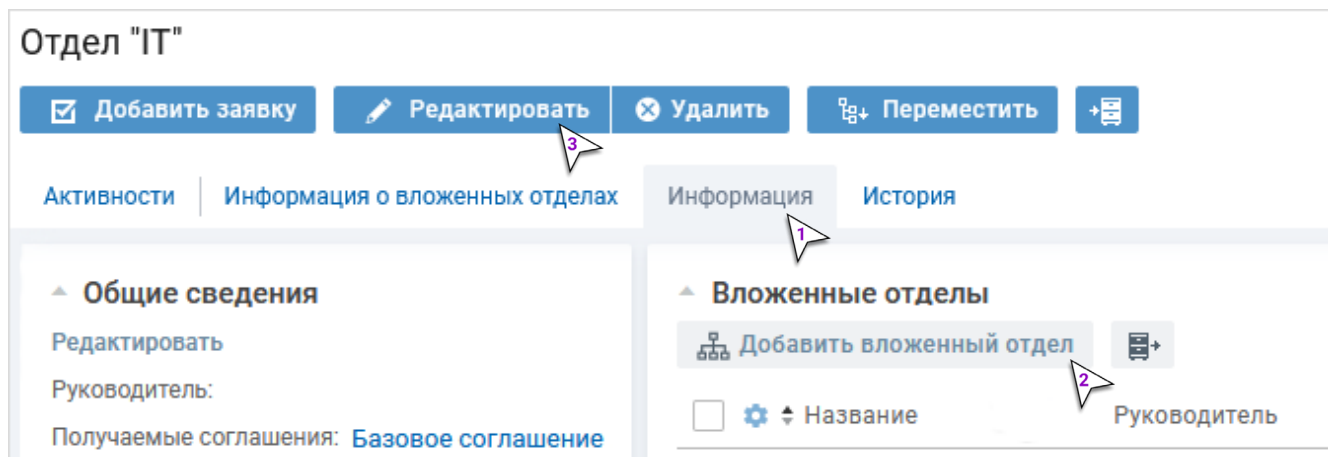 Отдел "IT"
Добавить заявку Редактировать Удалить Переместить
3
Активности Информация о вложенных отделах Информация История
1
Общие сведения Вложенные отделы
Редактировать Добавить вложенный отдел
2
Руководитель:
Название Руководитель
Получаемые соглашения: Базовое соглашение